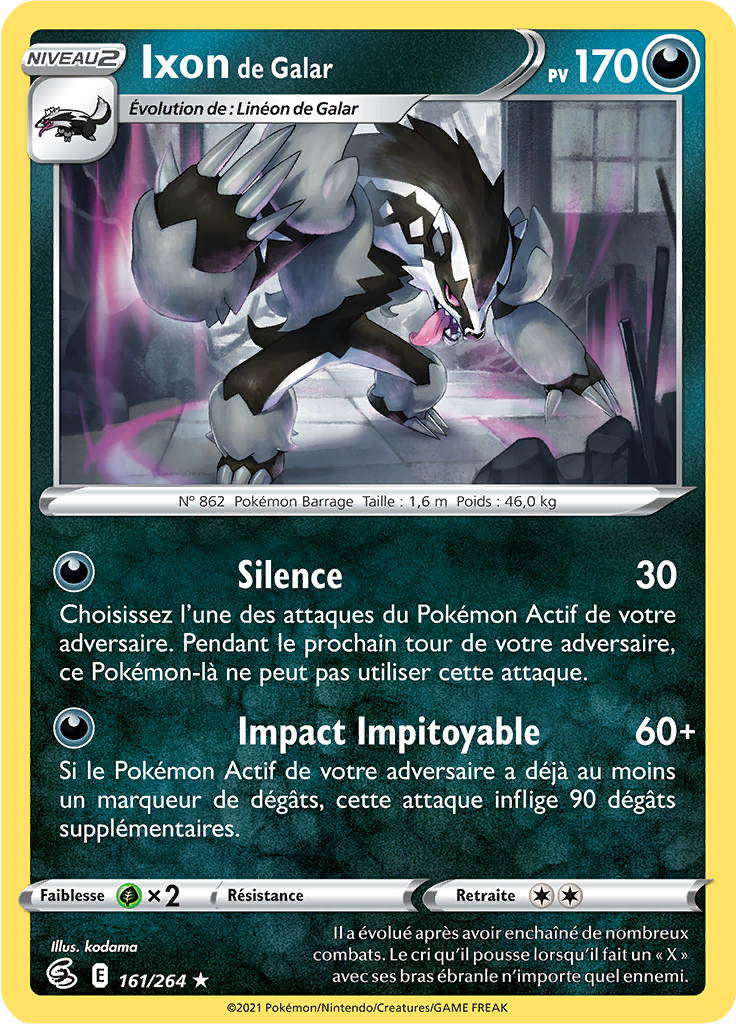 NIVEAU2
Ixon de Galar
PV 170
Évolution de : Linéon de Galar
N° 862 Pokémon Barrage Taille : 1,6 m Poids : 46,0 kg
Silence 30
Choisissez l'une des attaques du Pokémon Actif de votre
adversaire. Pendant le prochain tour de votre adversaire,
ce Pokémon-là ne peut pas utiliser cette attaque.
Impact Impitoyable 60+
Si le Pokémon Actif de votre adversaire a déjà au moins
un marqueur de dégâts, cette attaque inflige 90 dégâts
supplémentaires.
Faiblesse ×2 Résistance Retraite
Illus. kodama
Il a évolué après avoir enchaîné de nombreux
combats. Le cri qu'il pousse lorsqu'il fait un « X »
avec ses bras ébranle n'importe quel ennemi.
E 161/264 ★
©2021 Pokémon/Nintendo/Creatures/GAME FREAK